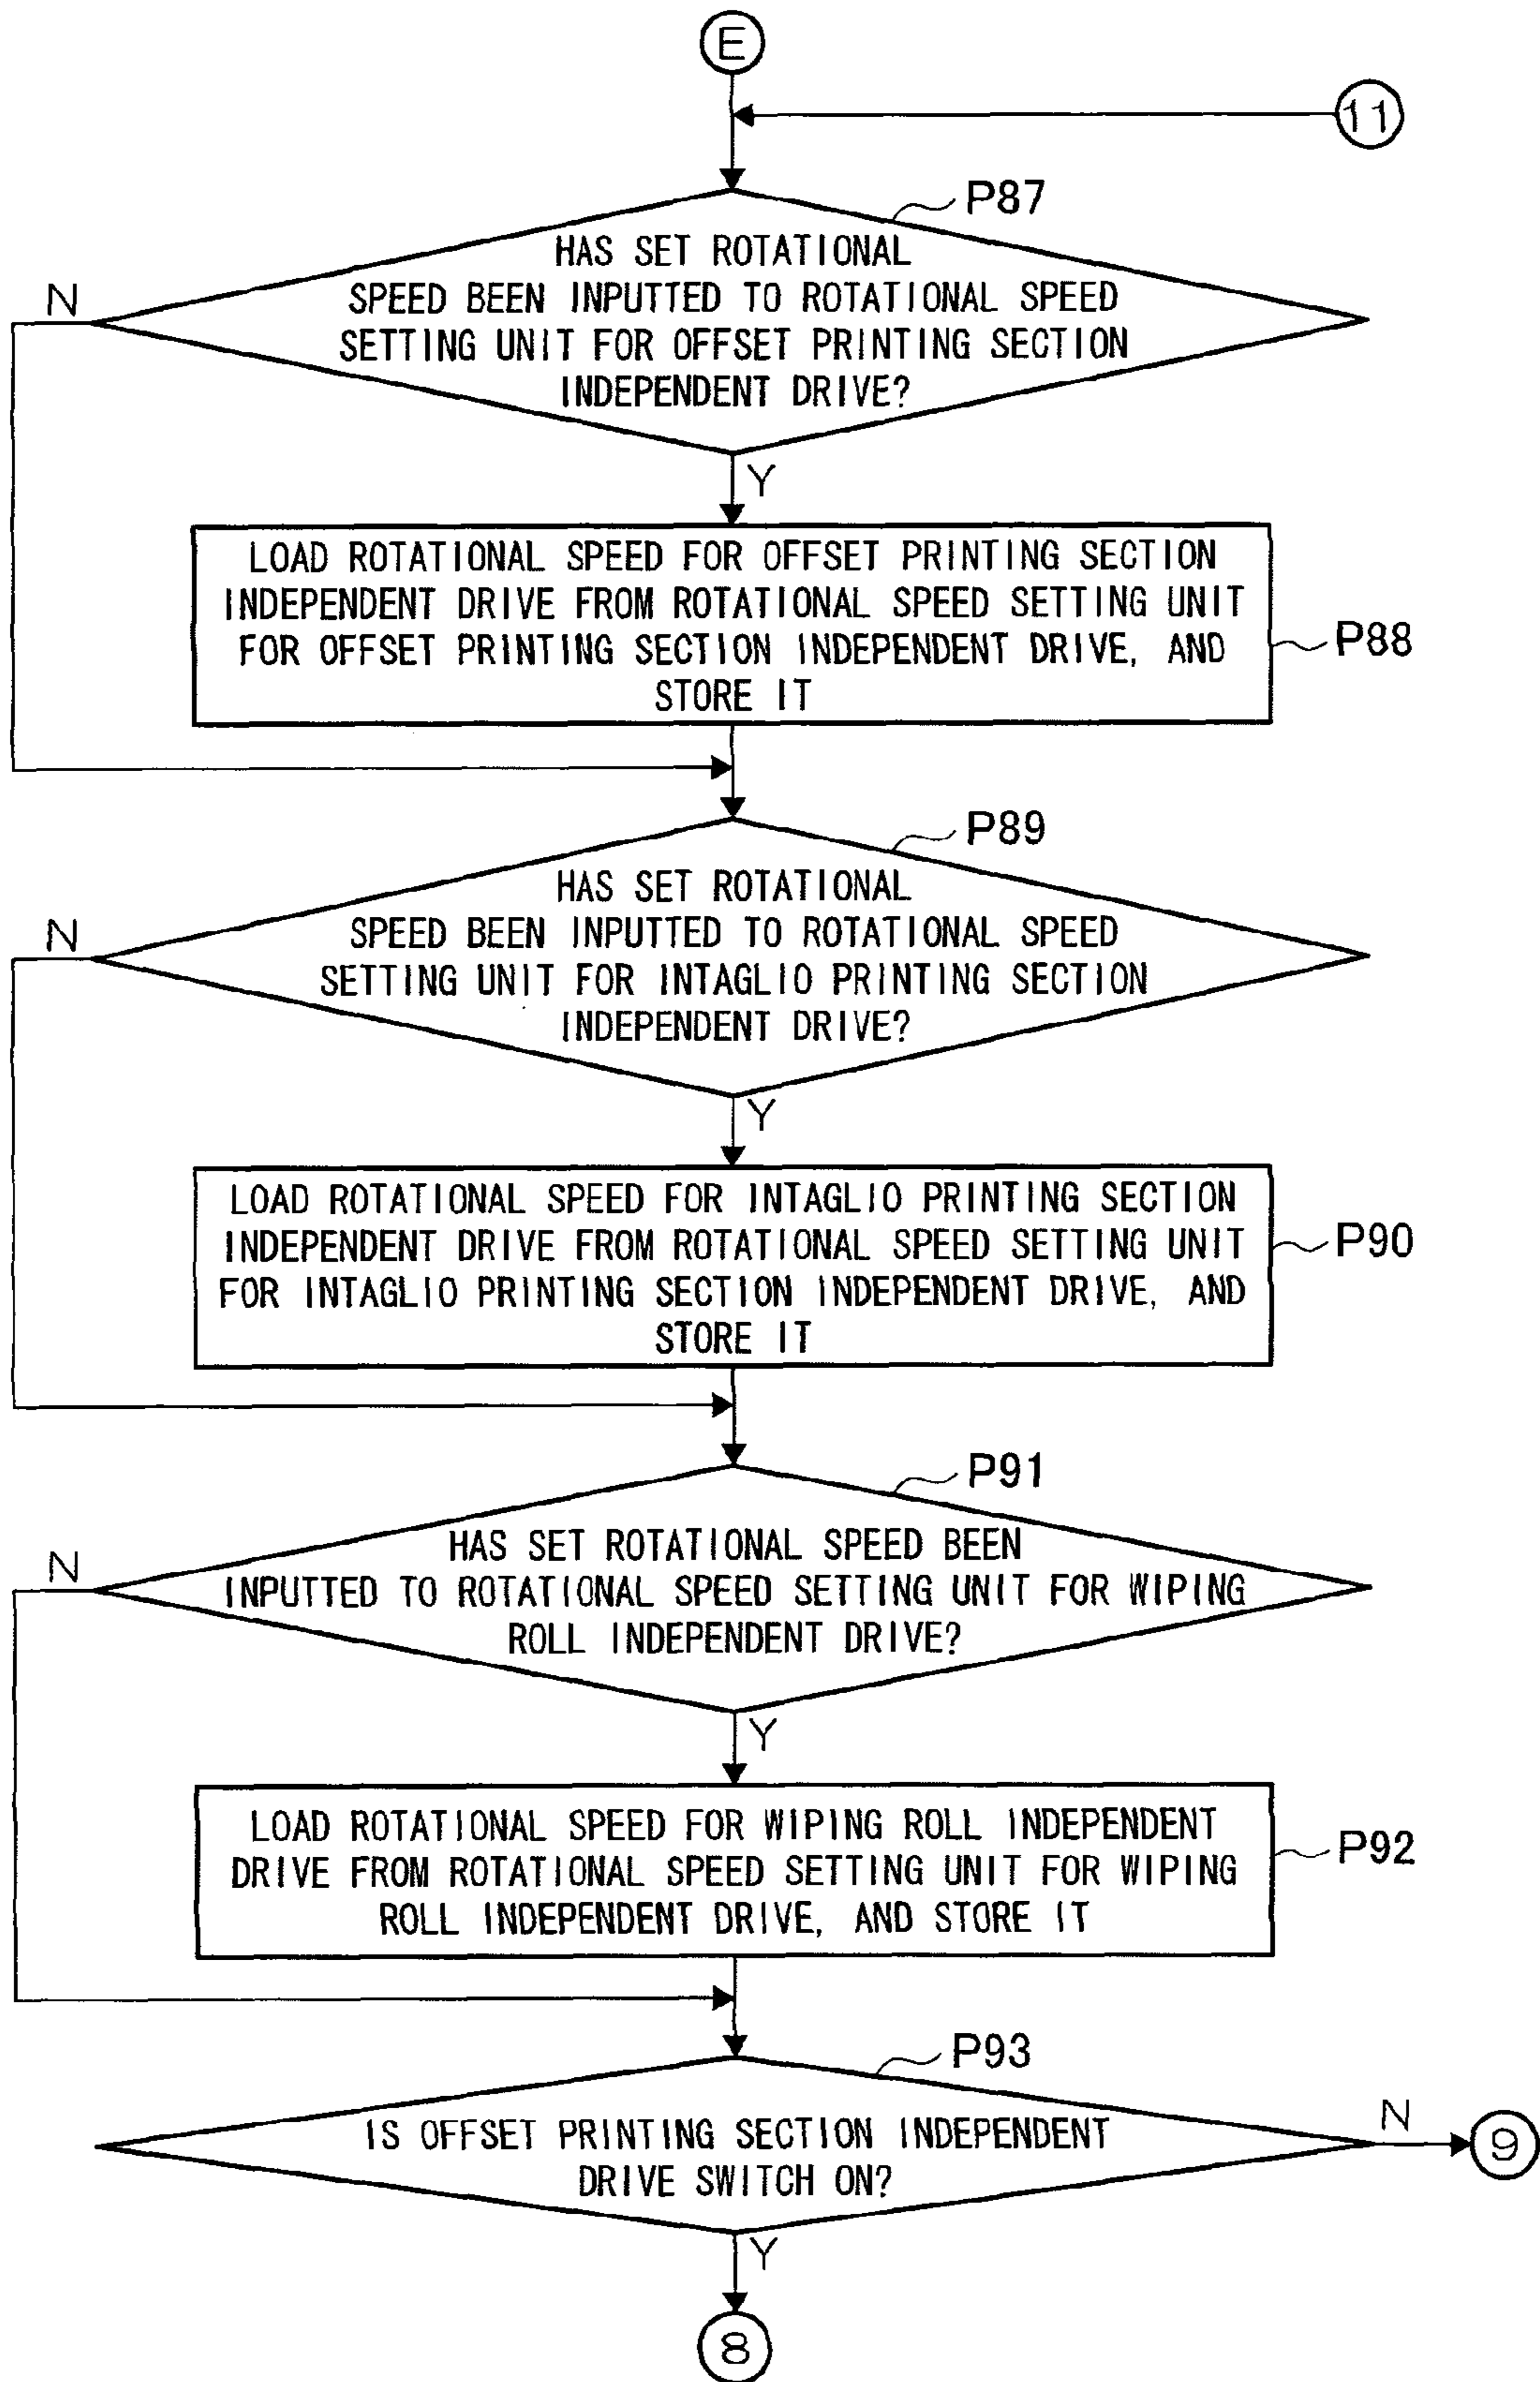 E
11
P87
HAS SET ROTATIONAL
SPEED BEEN INPUTTED TO ROTATIONAL SPEED
SETTING UNIT FOR OFFSET PRINTING SECTION
INDEPENDENT DRIVE?
N
Y
LOAD ROTATIONAL SPEED FOR OFFSET PRINTING SECTION
INDEPENDENT DRIVE FROM ROTATIONAL SPEED SETTING UNIT
FOR OFFSET PRINTING SECTION INDEPENDENT DRIVE, AND
STORE IT
P88
P89
HAS SET ROTATIONAL
SPEED BEEN INPUTTED TO ROTATIONAL SPEED
SETTING UNIT FOR INTAGLIO PRINTING SECTION
INDEPENDENT DRIVE?
N
Y
LOAD ROTATIONAL SPEED FOR INTAGLIO PRINTING SECTION
INDEPENDENT DRIVE FROM ROTATIONAL SPEED SETTING UNIT
FOR INTAGLIO PRINTING SECTION INDEPENDENT DRIVE, AND
STORE IT
P90
P91
HAS SET ROTATIONAL SPEED BEEN
INPUTTED TO ROTATIONAL SPEED SETTING UNIT FOR WIPING
ROLL INDEPENDENT DRIVE?
N
Y
LOAD ROTATIONAL SPEED FOR WIPING ROLL INDEPENDENT
DRIVE FROM ROTATIONAL SPEED SETTING UNIT FOR WIPING
ROLL INDEPENDENT DRIVE, AND STORE IT
P92
P93
IS OFFSET PRINTING SECTION INDEPENDENT
DRIVE SWITCH ON?
N
9
Y
8